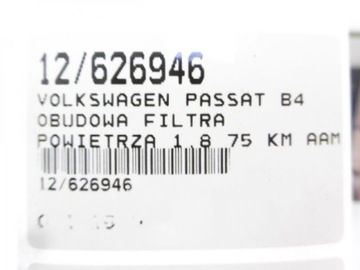 12/626946
VOLKSWAGEN PASSAT B4
OBUDOWA FILTRA
POWIETRZA 1.8 75 KM AAM
12/626946